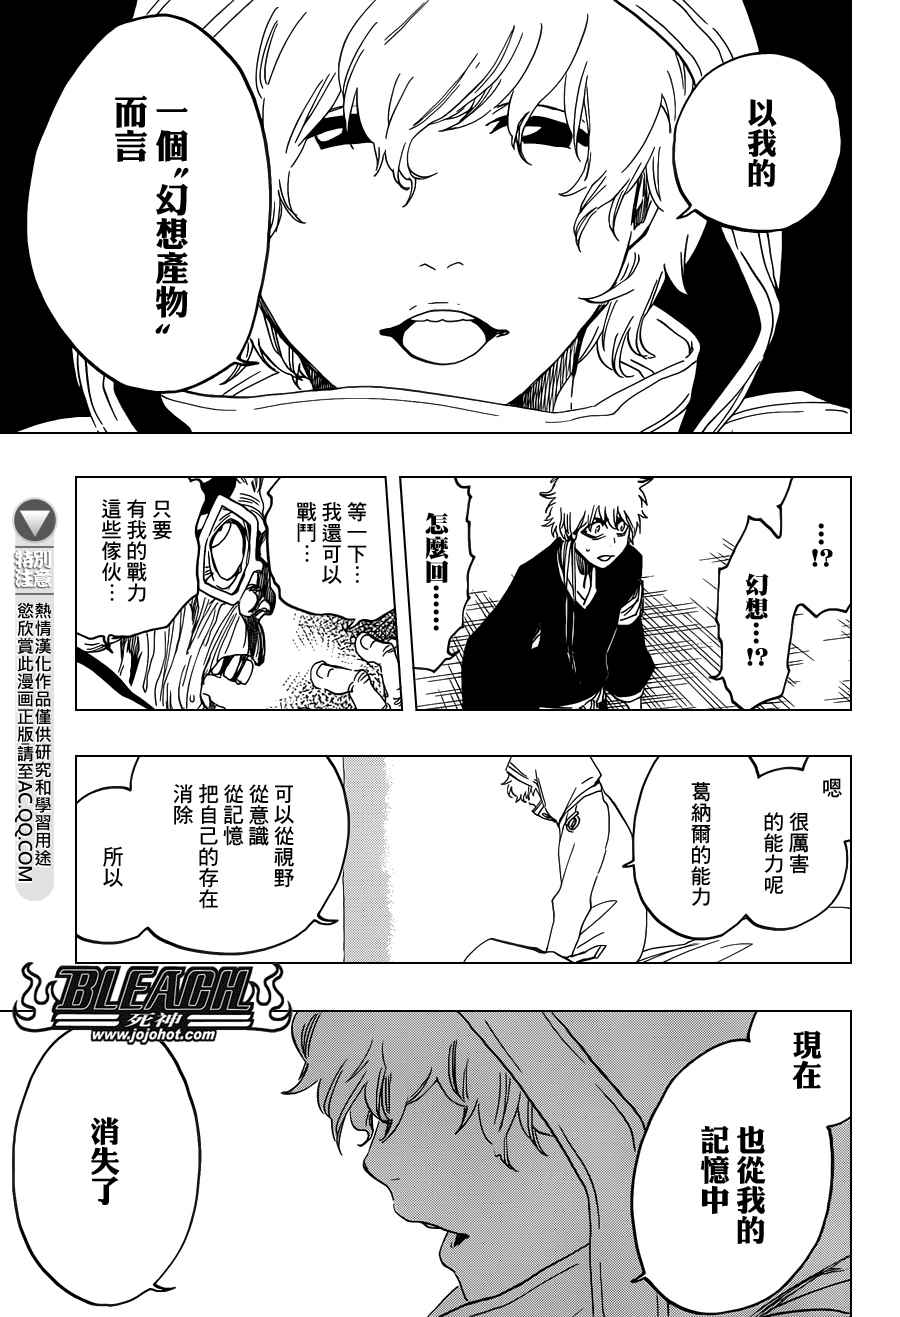 以我的
一個"幻想產物"
而言
…!?
幻想…!?
怎麼回……
等一下…
我還可以
戰鬥…
只要
有我的戰力
這些傢伙…
嗯
很厲害
的能力呢
葛納爾的能力
可以從視野
從意識
從記憶
把自己的存在
消除
所以
現在
也從我的
記憶中
消失了
特別
注意
熱情漢化作品僅供研究和學習用途
慾欣賞此漫画正版請至AC.QQ.COM
BLEACH
死神
www.jojohot.com